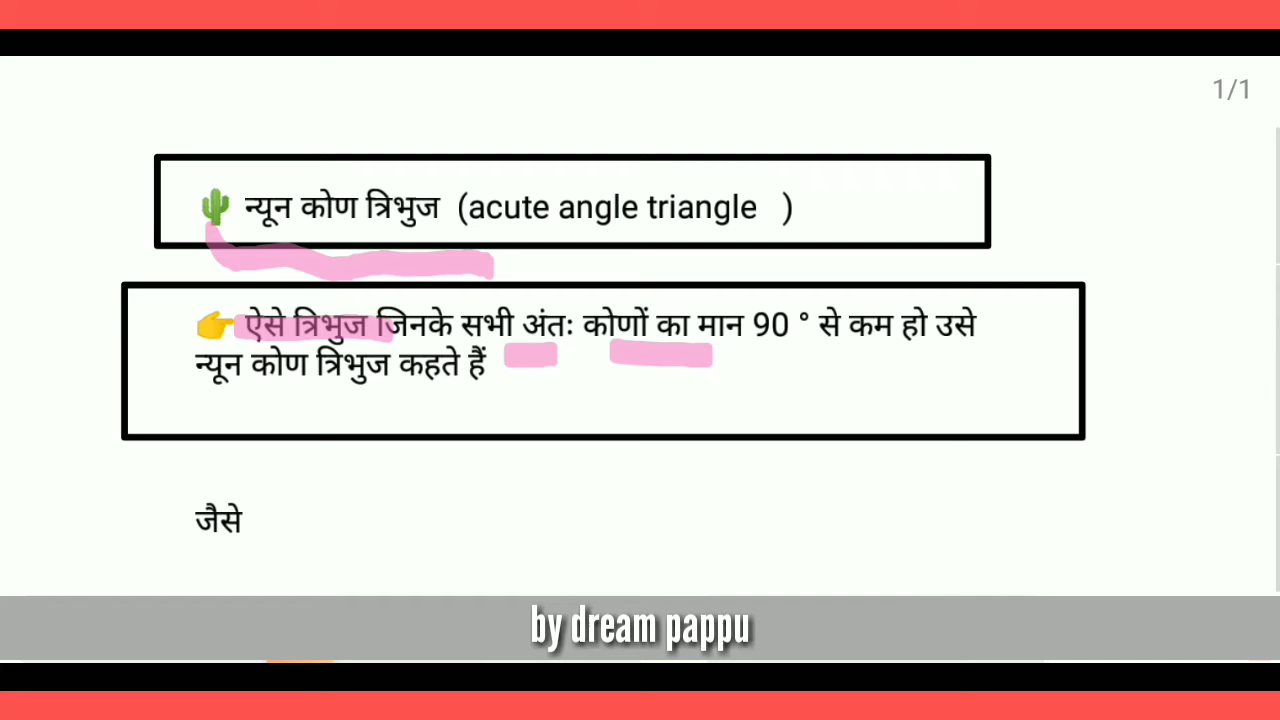 1/1
🌵 न्यून कोण त्रिभुज (acute angle triangle )
👉 ऐसे त्रिभुज जिनके सभी अंतः कोणों का मान 90 ° से कम हो उसे
न्यून कोण त्रिभुज कहते हैं
जैसे
by dream pappu